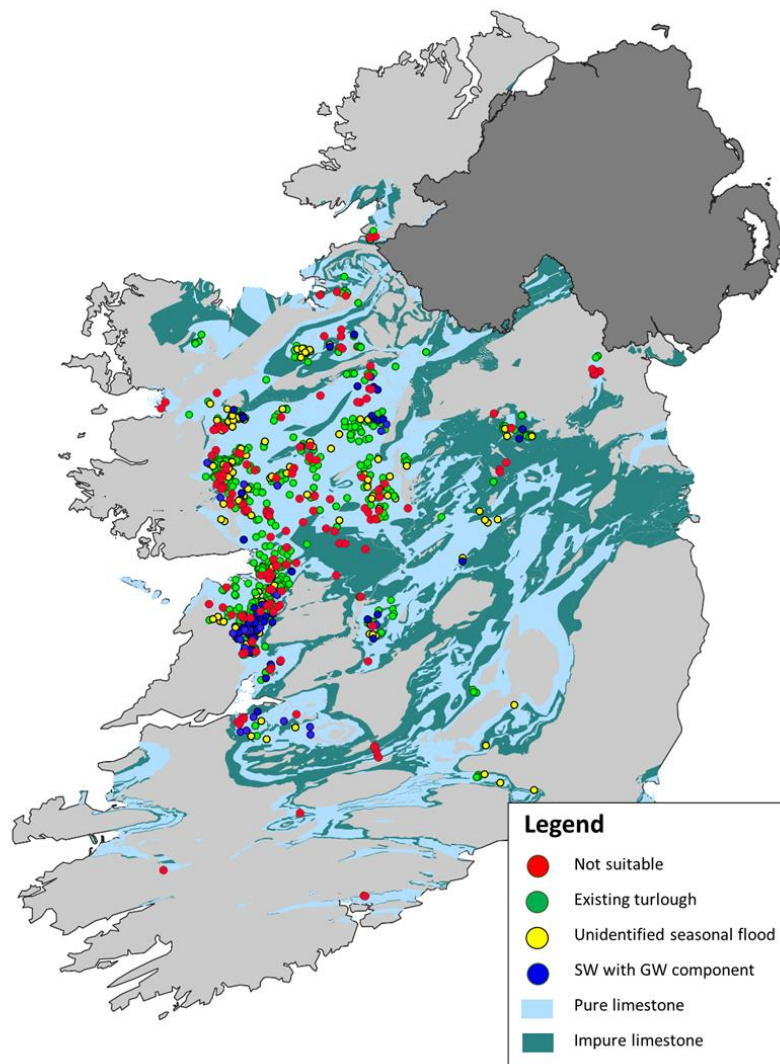 Legend
Not suitable
Existing turlough
Unidentified seasonal flood
SW with GW component
Pure limestone
Impure limestone